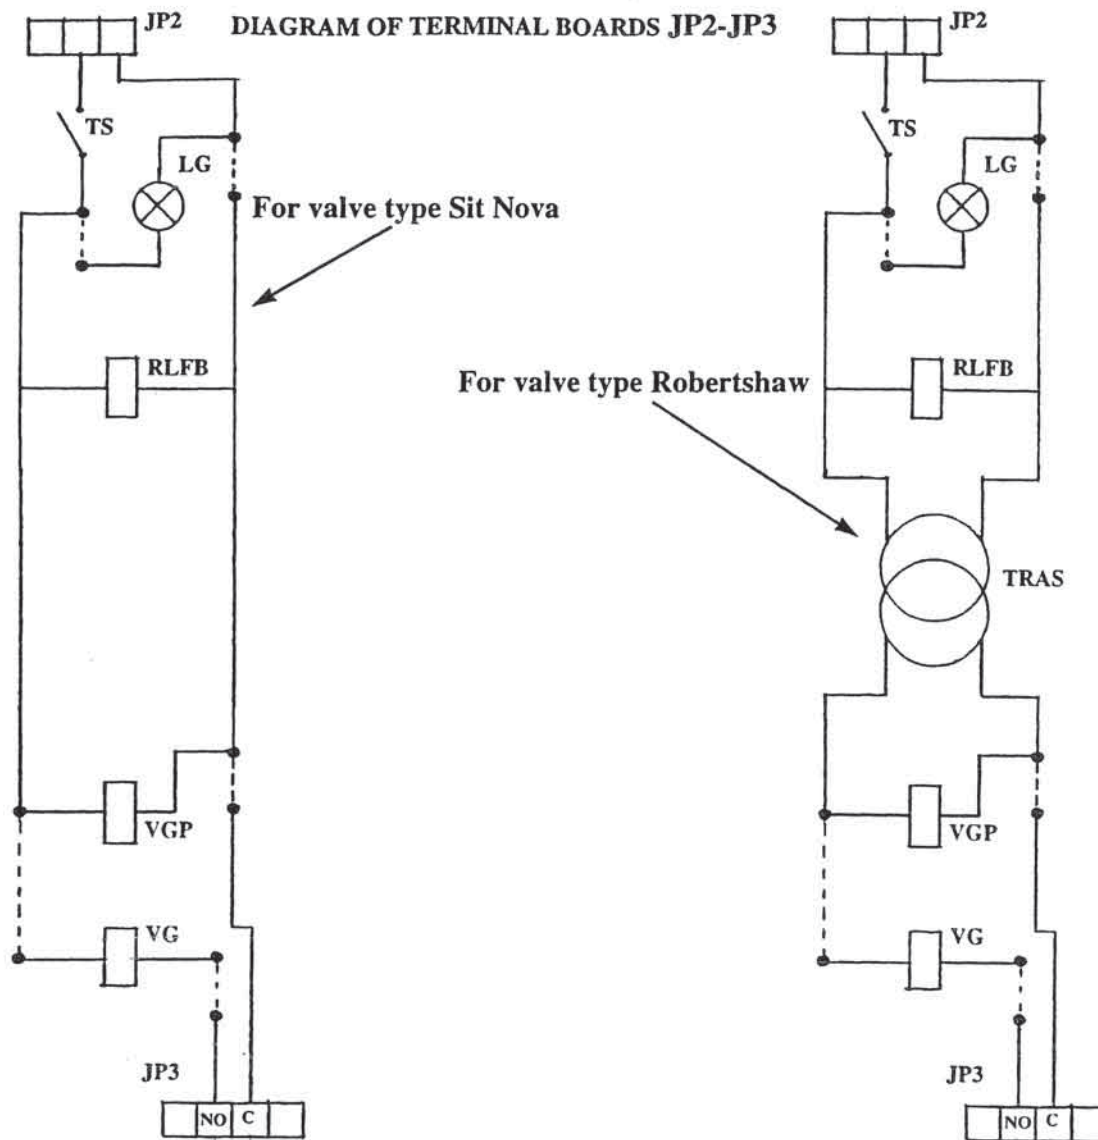 JP2
DIAGRAM OF TERMINAL BOARDS JP2-JP3
JP2
TS
LG
For valve type Sit Nova
RLFB
VGP
VG
JP3
NO C
TS
LG
For valve type Robertshaw
RLFB
TRAS
VGP
VG
JP3
NO C